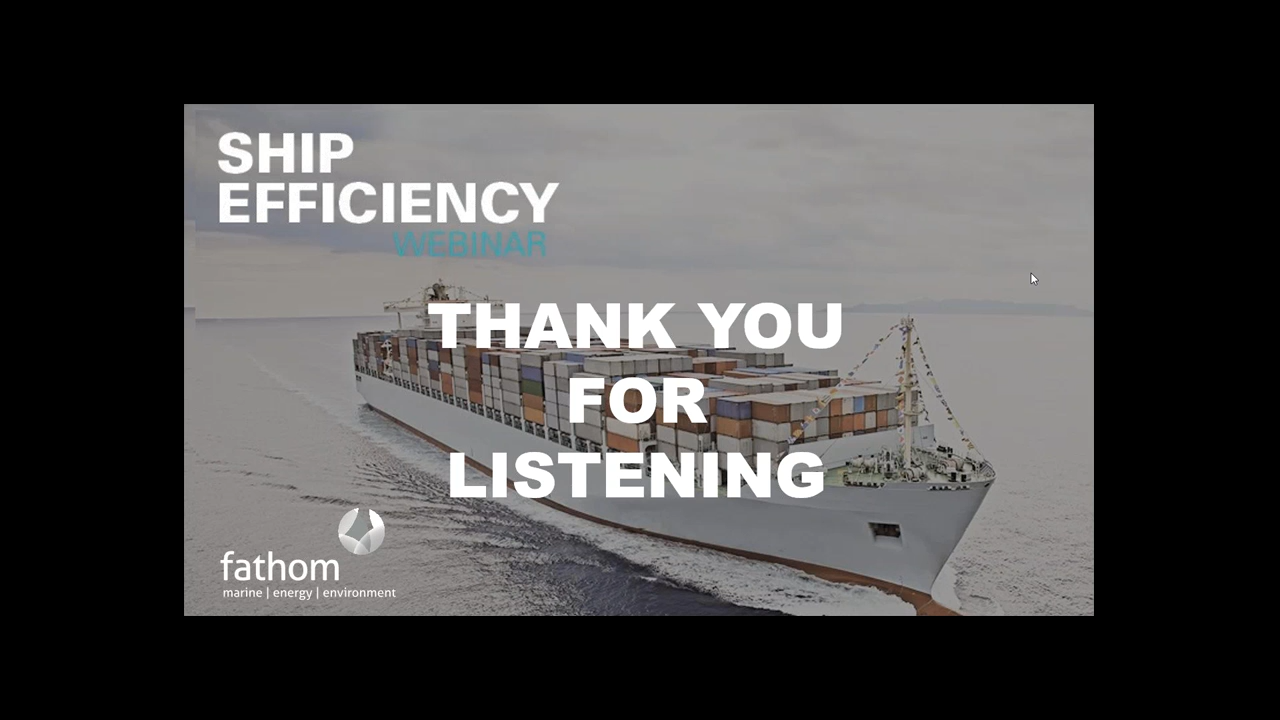 SHIP
EFFICIENCY
WEBINAR
THANK YOU
FOR
LISTENING
fathom
marine | energy | environment